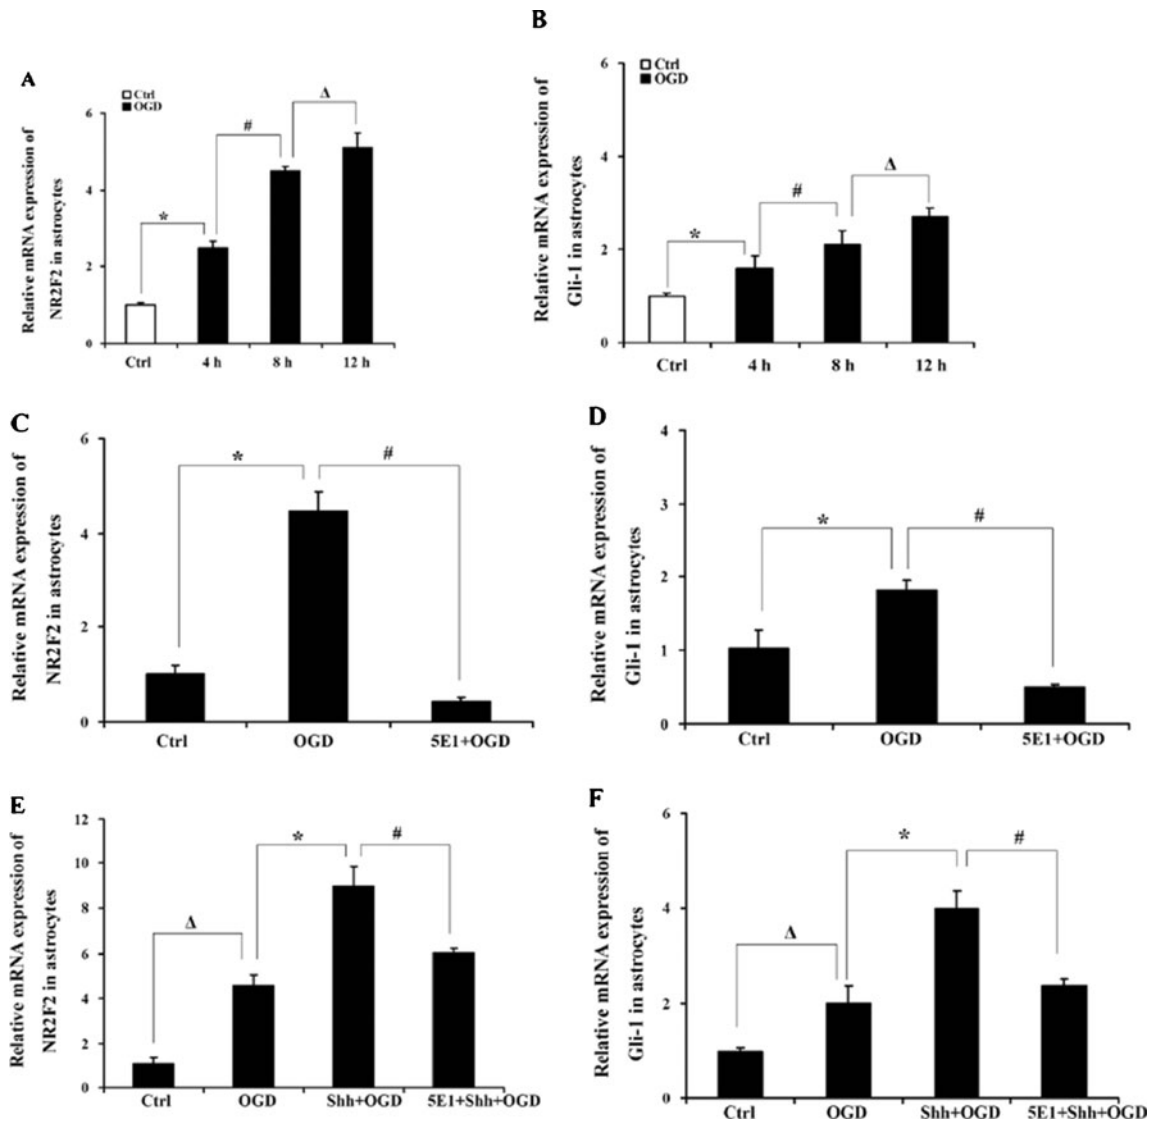 A
Ctrl
OGD
Relative mRNA expression of
NR2F2 in astrocytes
6
4
2
0
*
#
Δ
Ctrl 4 h 8 h 12 h
B
Ctrl
OGD
Relative mRNA expression of
Gli-1 in astrocytes
6
4
2
0
*
#
Δ
Ctrl 4 h 8 h 12 h
C
Relative mRNA expression of
NR2F2 in astrocytes
6
4
2
0
* #
Ctrl OGD 5E1+OGD
D
Relative mRNA expression of
Gli-1 in astrocytes
4
3
2
1
0
* #
Ctrl OGD 5E1+OGD
E
Relative mRNA expression of
NR2F2 in astrocytes
12
10
8
6
4
2
0
Δ
* #
Ctrl OGD Shh+OGD 5E1+Shh+OGD
F
Relative mRNA expression of
Gli-1 in astrocytes
6
4
2
0
Δ
* #
Ctrl OGD Shh+OGD 5E1+Shh+OGD